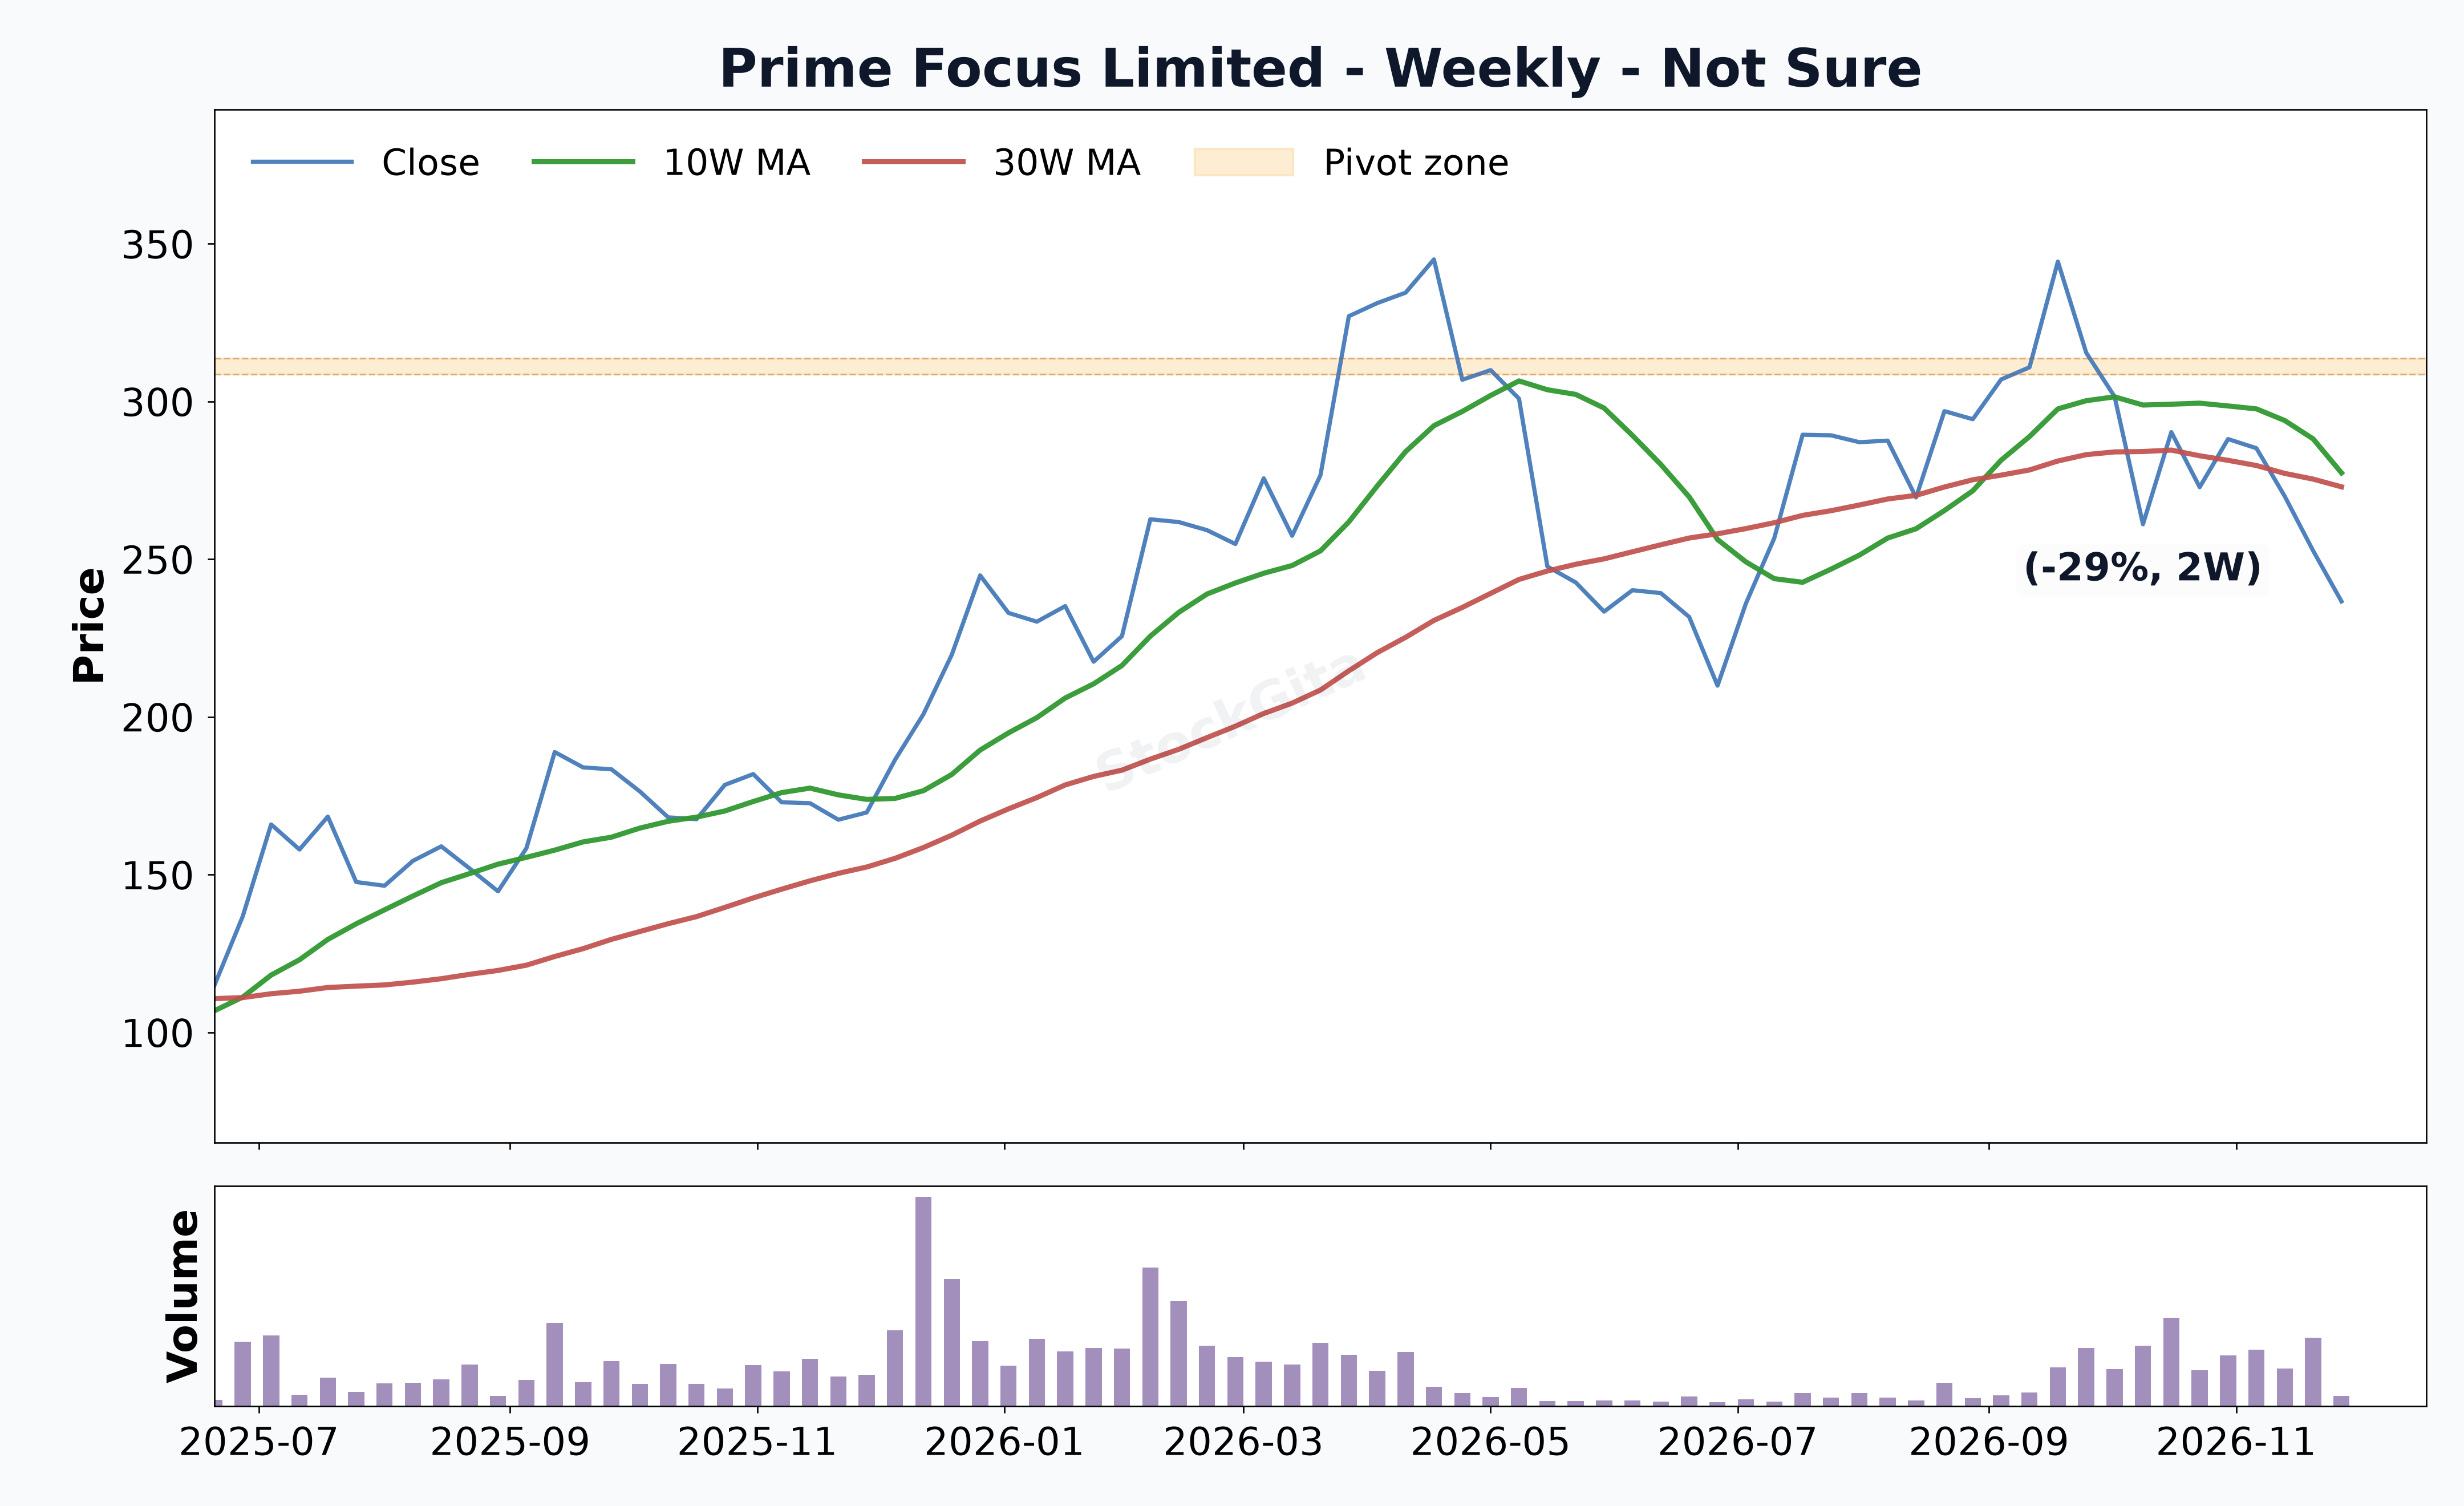 Prime Focus Limited - Weekly - Not Sure
Close 10W MA 30W MA Pivot zone
350
300
250
200
150
100
Price
(-29%, 2W)
StockGita
Volume
2025-07 2025-09 2025-11 2026-01 2026-03 2026-05 2026-07 2026-09 2026-11